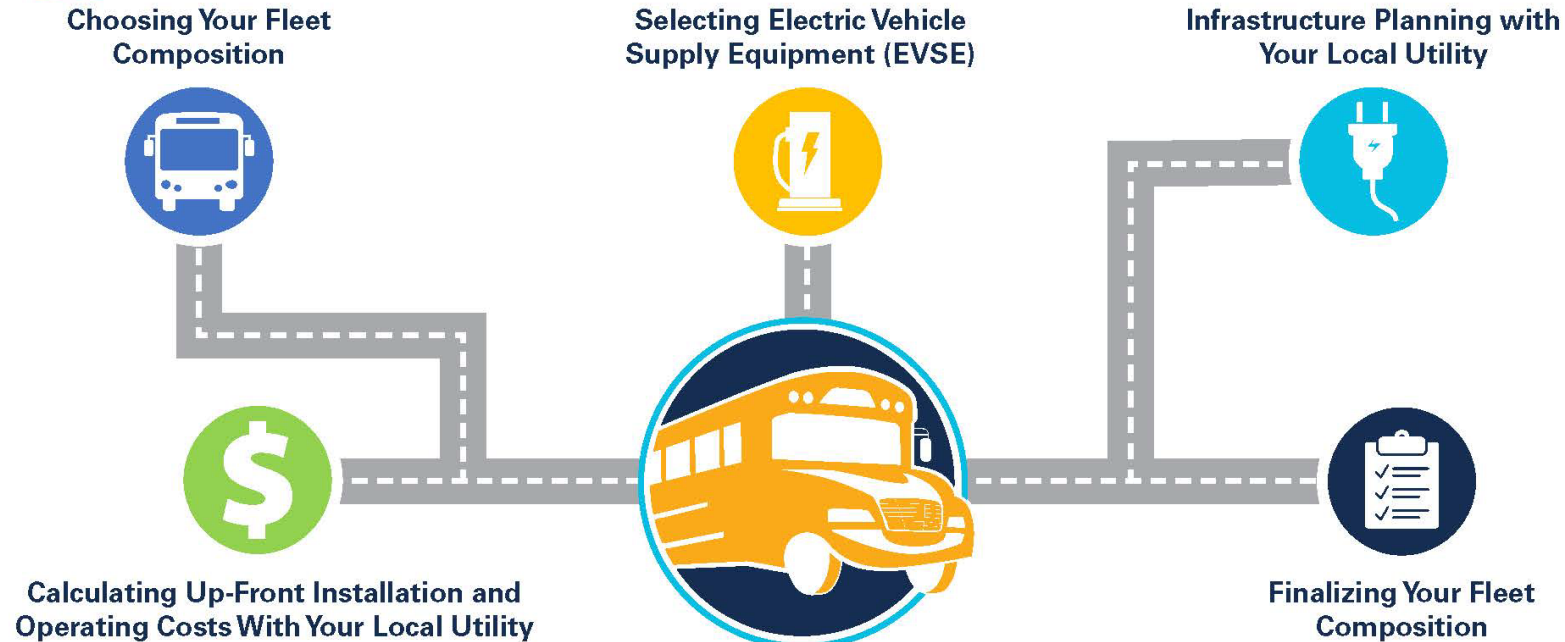 Choosing Your Fleet
Composition
Selecting Electric Vehicle
Supply Equipment (EVSE)
Infrastructure Planning with
Your Local Utility
Calculating Up-Front Installation and
Operating Costs With Your Local Utility
Finalizing Your Fleet
Composition